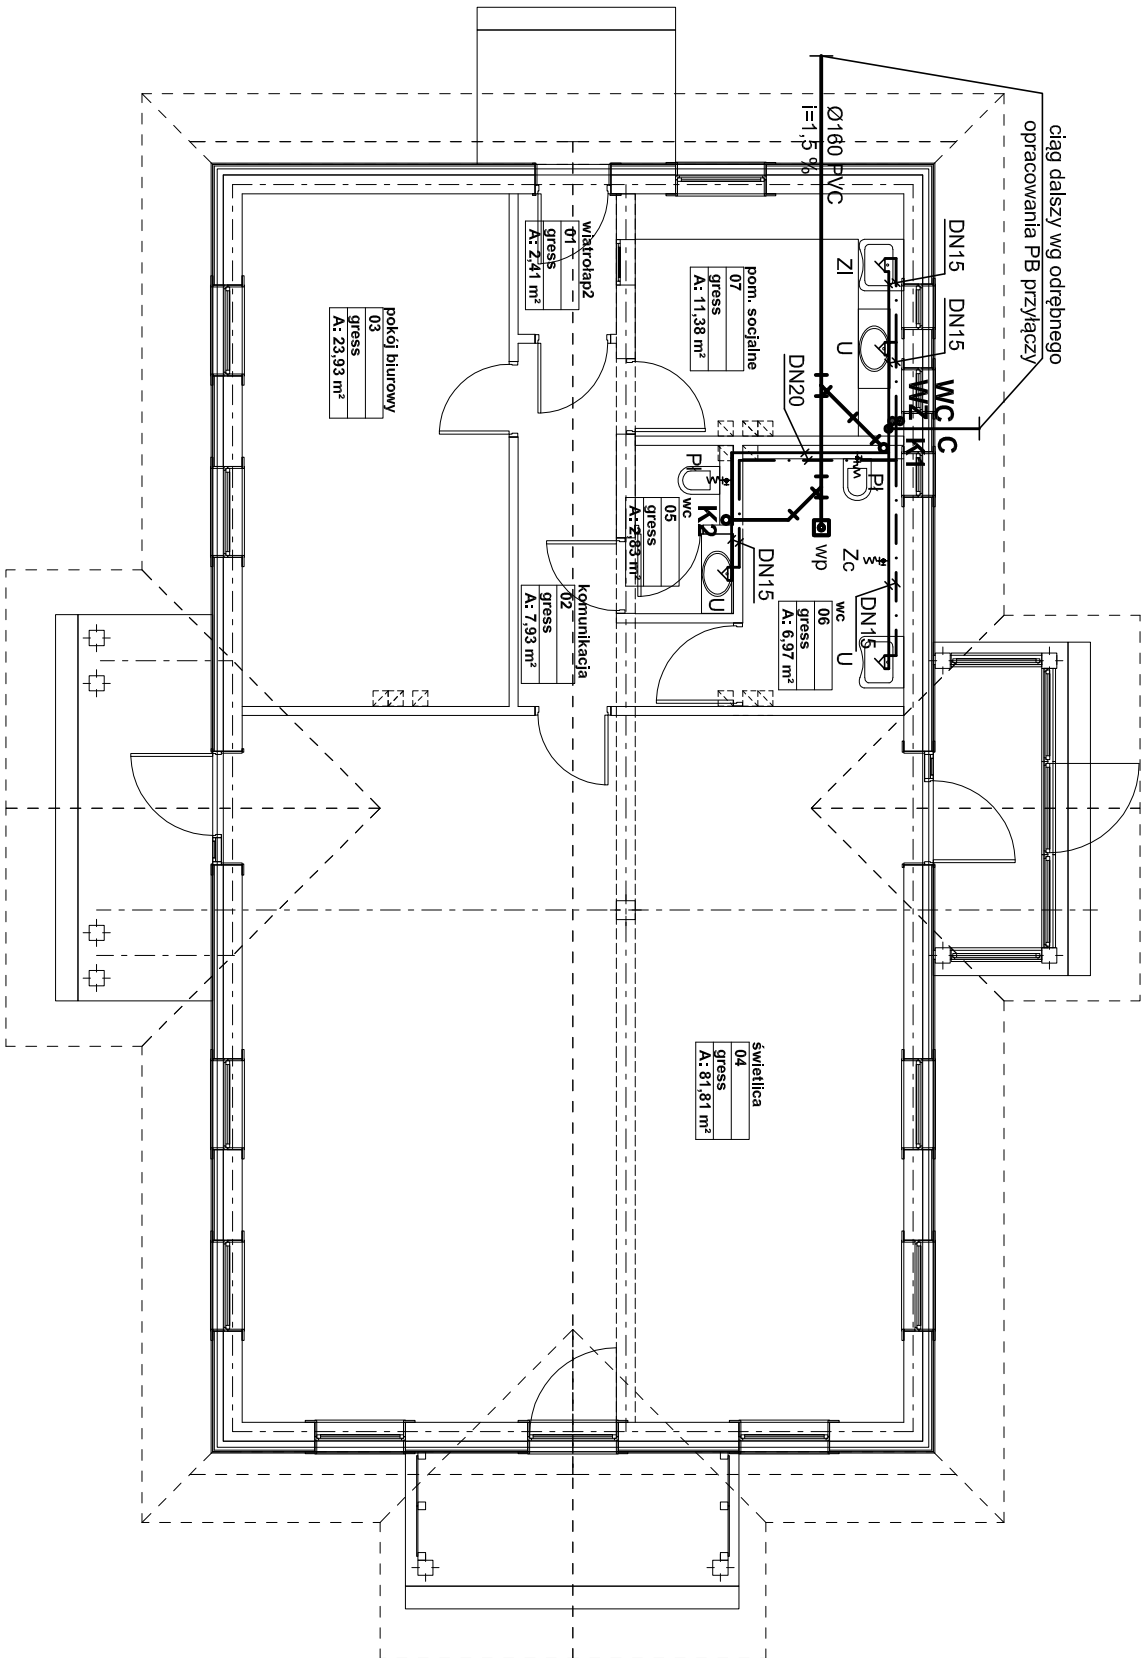 ciąg dalszy wg odrębnego
opracowania PB przyłączy
Ø160 PVC
i=1,5 %
DN15
DN15
Zl
U
DN20
WC
C
WZ
K1
wiatrołap2
01
gress
A: 2,41 m²
pom. socjalne
07
gress
A: 11,38 m²
pokój biurowy
03
gress
A: 23,93 m²
Pł
Pł
wc
05
gress
A: 2,83 m²
K2
wp
Zc
DN15
DN15
U
U
wc
06
gress
A: 6,97 m²
komunikacja
02
gress
A: 7,93 m²
świetlica
04
gress
A: 81,81 m²